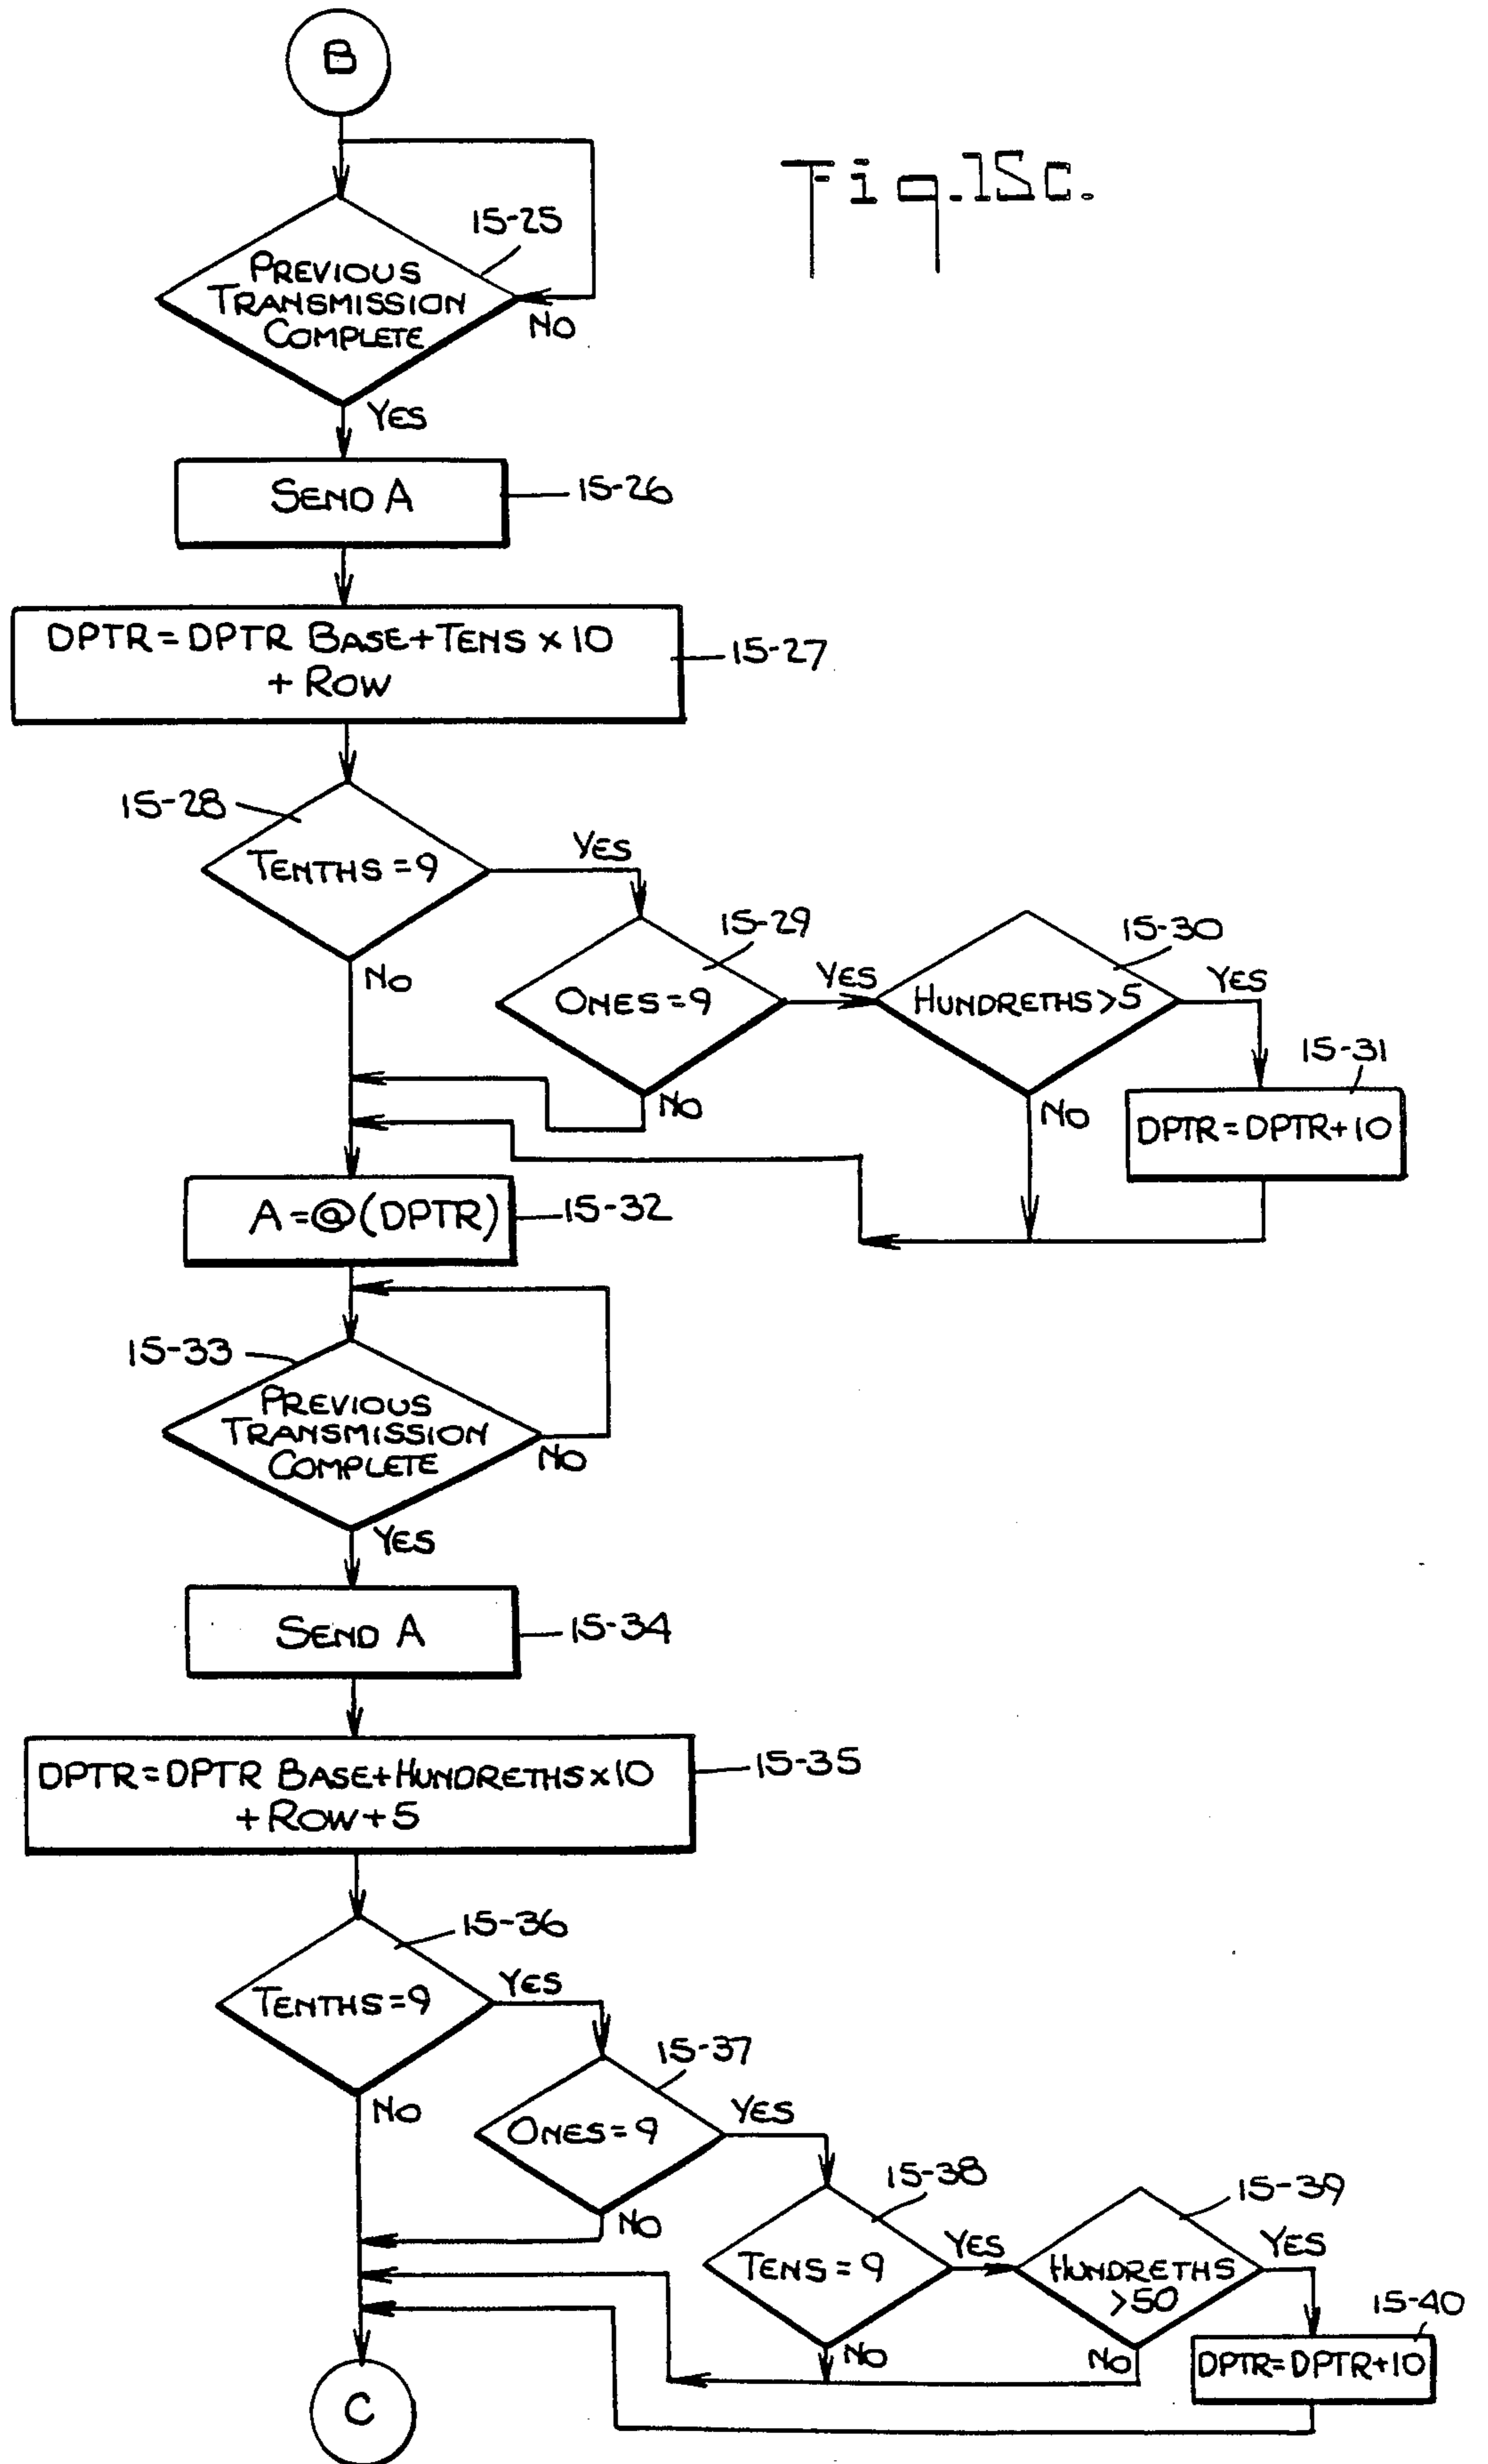 B
Fig.15c.
15-25
PREVIOUS
TRANSMISSION
COMPLETE
NO
YES
SEND A
15-26
DPTR=DPTR BASE+TENS×10
+ROW
15-27
15-28
TENTHS=9
YES
NO
15-29
ONES=9
YES
NO
15-30
HUNDRETHS>5
YES
NO
15-31
DPTR=DPTR+10
A=@(DPTR)
15-32
15-33
PREVIOUS
TRANSMISSION
COMPLETE
NO
YES
SEND A
15-34
DPTR=DPTR BASE+HUNDRETHS×10
+ROW+5
15-35
15-36
TENTHS=9
YES
NO
15-37
ONES=9
YES
NO
15-38
TENS=9
YES
NO
15-39
HUNDRETHS
>50
YES
NO
15-40
DPTR=DPTR+10
C